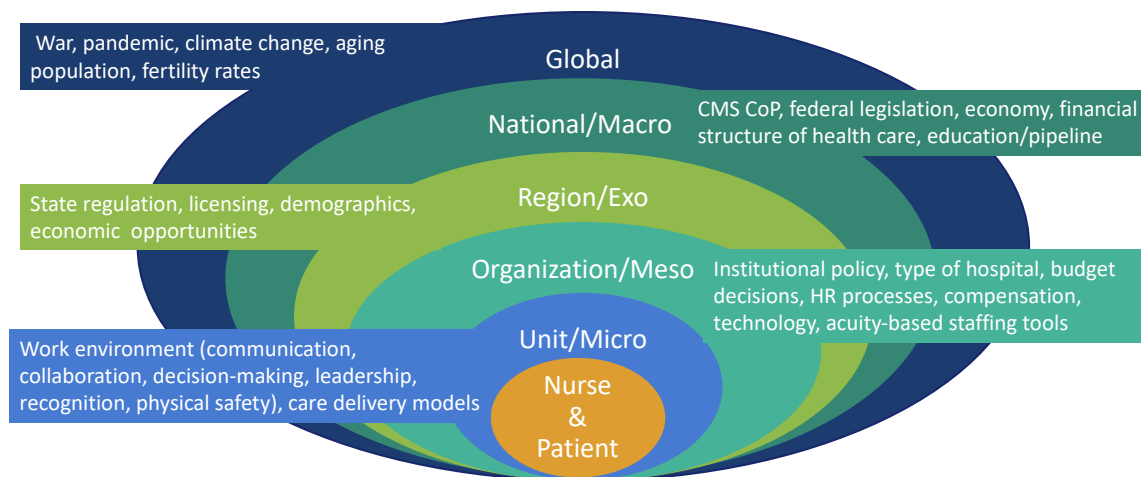 War, pandemic, climate change, aging
population, fertility rates
Global
National/Macro
CMS CoP, federal legislation, economy, financial
structure of health care, education/pipeline
State regulation, licensing, demographics,
economic opportunities
Region/Exo
Organization/Meso
Institutional policy, type of hospital, budget
decisions, HR processes, compensation,
technology, acuity-based staffing tools
Work environment (communication,
collaboration, decision-making, leadership,
recognition, physical safety), care delivery models
Unit/Micro
Nurse
&
Patient